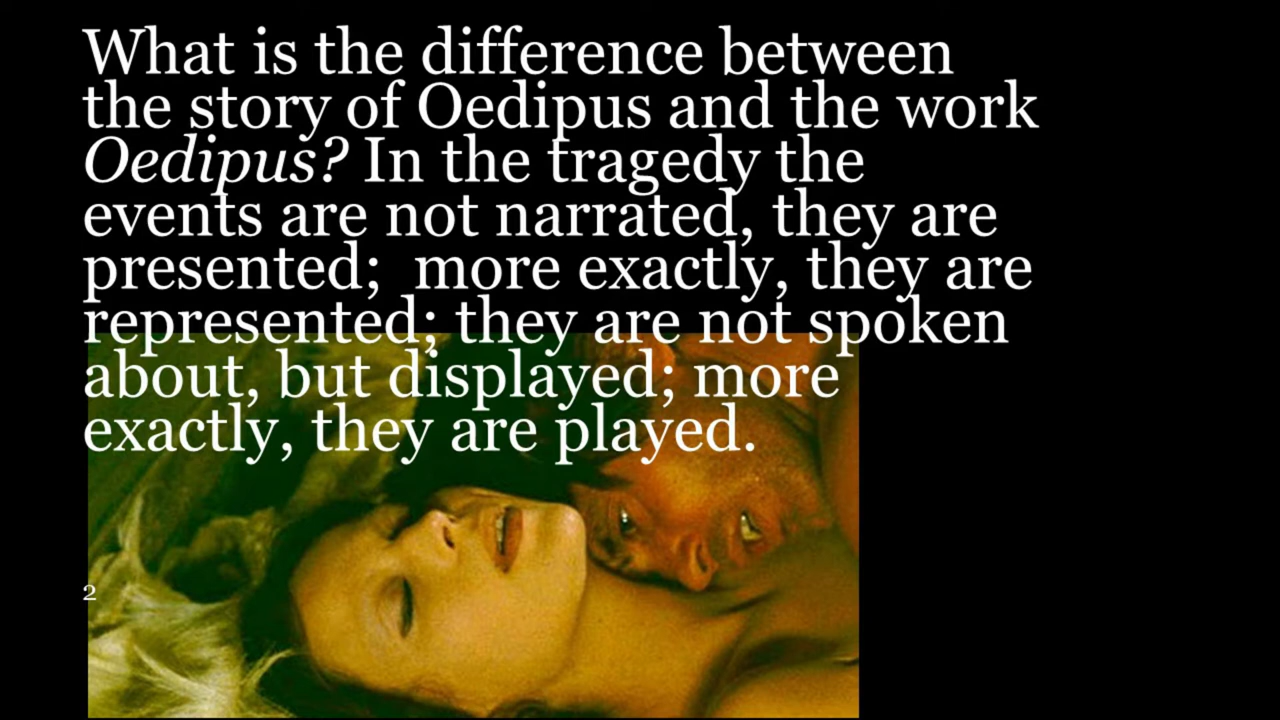 What is the difference between
the story of Oedipus and the work
Oedipus? In the tragedy the
events are not narrated, they are
presented;  more exactly, they are
represented; they are not spoken
about, but displayed; more
exactly, they are played.
2